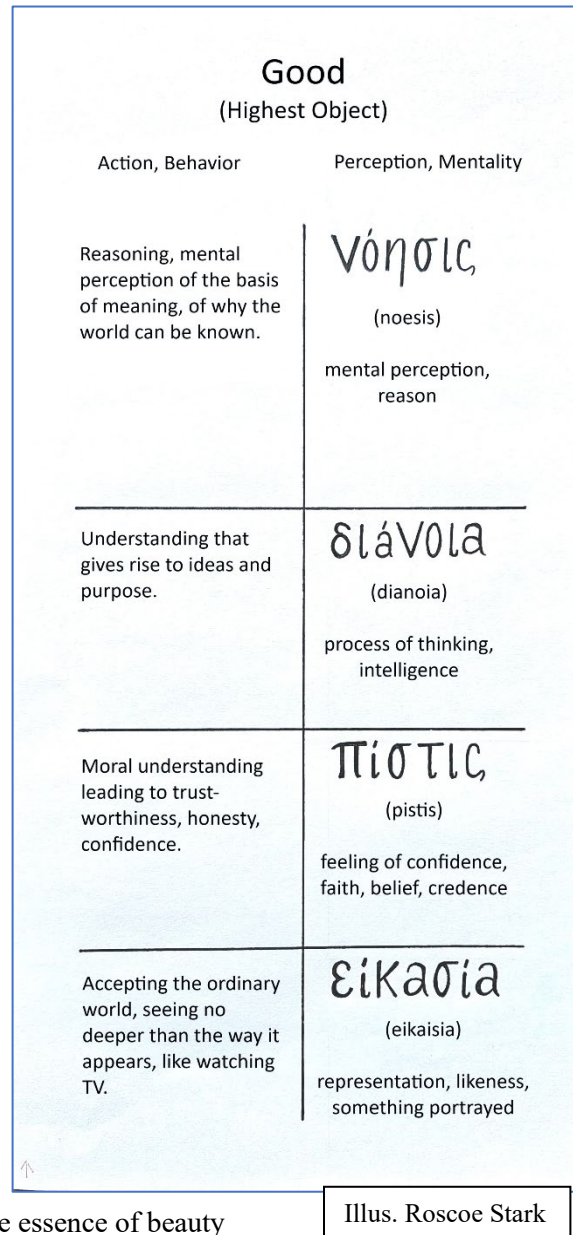 Good
(Highest Object)
Action, Behavior
Perception, Mentality
Reasoning, mental
perception of the basis
of meaning, of why the
world can be known.
νόησις
(noesis)
mental perception,
reason
Understanding that
gives rise to ideas and
purpose.
διάνοια
(dianoia)
process of thinking,
intelligence
Moral understanding
leading to trust-
worthiness, honesty,
confidence.
πίστις
(pistis)
feeling of confidence,
faith, belief, credence
Accepting the ordinary
world, seeing no
deeper than the way it
appears, like watching
TV.
εἰκασία
(eikaisia)
representation, likeness,
something portrayed
Illus. Roscoe Stark
essence of beauty